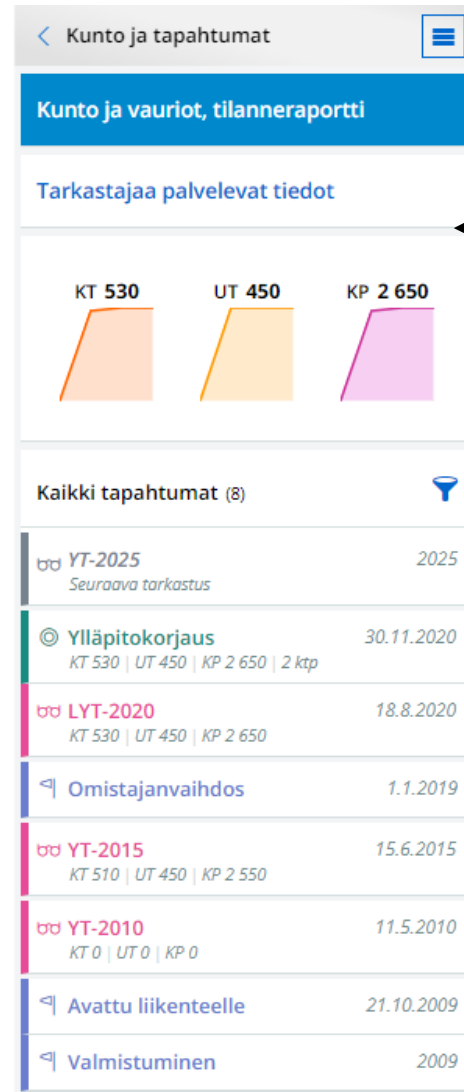 Kunto ja tapahtumat
Kunto ja vauriot, tilanneraportti
Tarkastajaa palvelevat tiedot
KT 530 UT 450 KP 2 650
Kaikki tapahtumat (8)
YT-2025 2025
Seuraava tarkastus
Ylläpitokorjaus 30.11.2020
KT 530 | UT 450 | KP 2 650 | 2 ktp
LYT-2020 18.8.2020
KT 530 | UT 450 | KP 2 650
Omistajanvaihdos 1.1.2019
YT-2015 15.6.2015
KT 510 | UT 450 | KP 2 550
YT-2010 11.5.2010
KT 0 | UT 0 | KP 0
Avattu liikenteelle 21.10.2009
Valmistuminen 2009